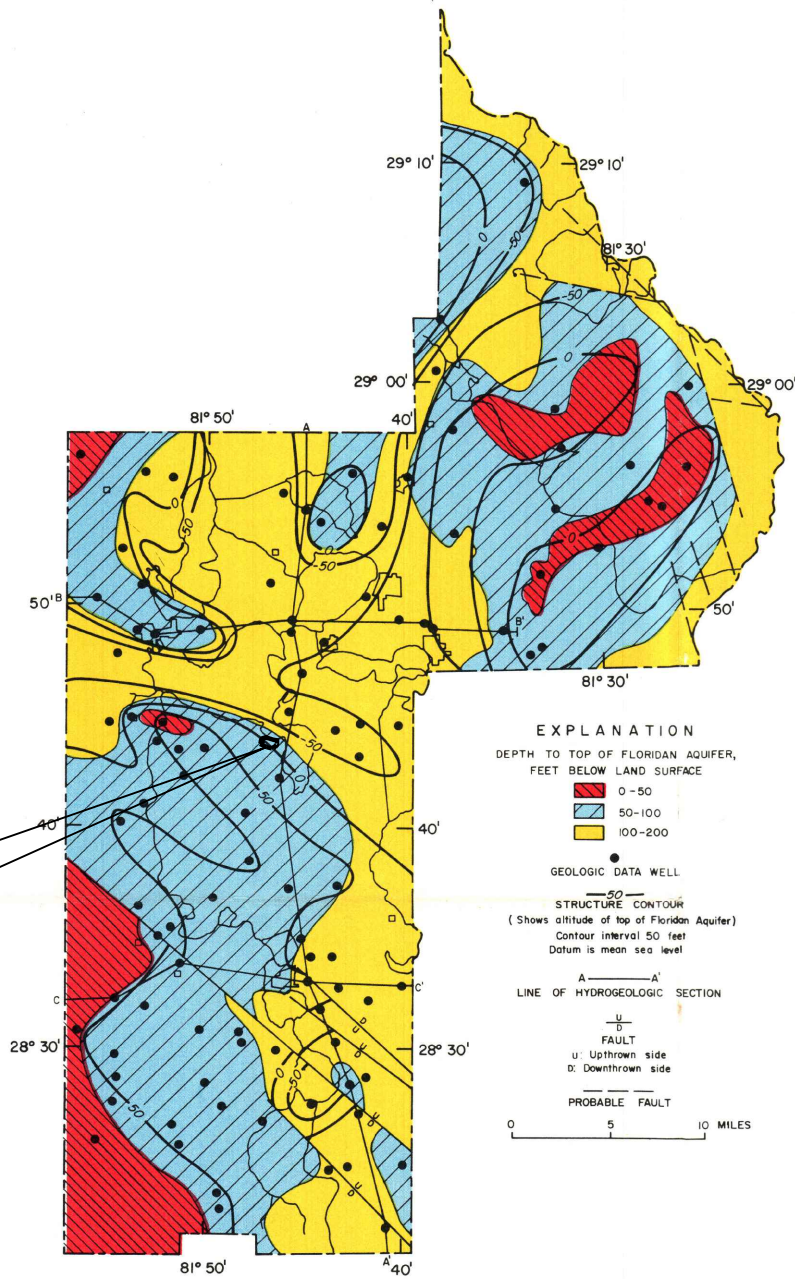 29° 10'
29° 10'
81° 30'
0
-50
-50
0
29° 00'
29° 00'
81° 50'
A
40'
0
-50
0
-50
50' B
B'
0
50'
81° 30'
-50
0
50
40'
40'
C
C'
U
D
U
D
D
U
28° 30'
28° 30'
0
-50
50
U
D
81° 50'
A'
40'
EXPLANATION
DEPTH TO TOP OF FLORIDAN AQUIFER,
FEET BELOW LAND SURFACE
0-50
50-100
100-200
GEOLOGIC DATA WELL
50
STRUCTURE CONTOUR
( Shows altitude of top of Floridan Aquifer)
Contour interval 50 feet
Datum is mean sea level
A A'
LINE OF HYDROGEOLOGIC SECTION
U
D
FAULT
U: Upthrown side
D: Downthrown side
PROBABLE FAULT
0 5 10 MILES